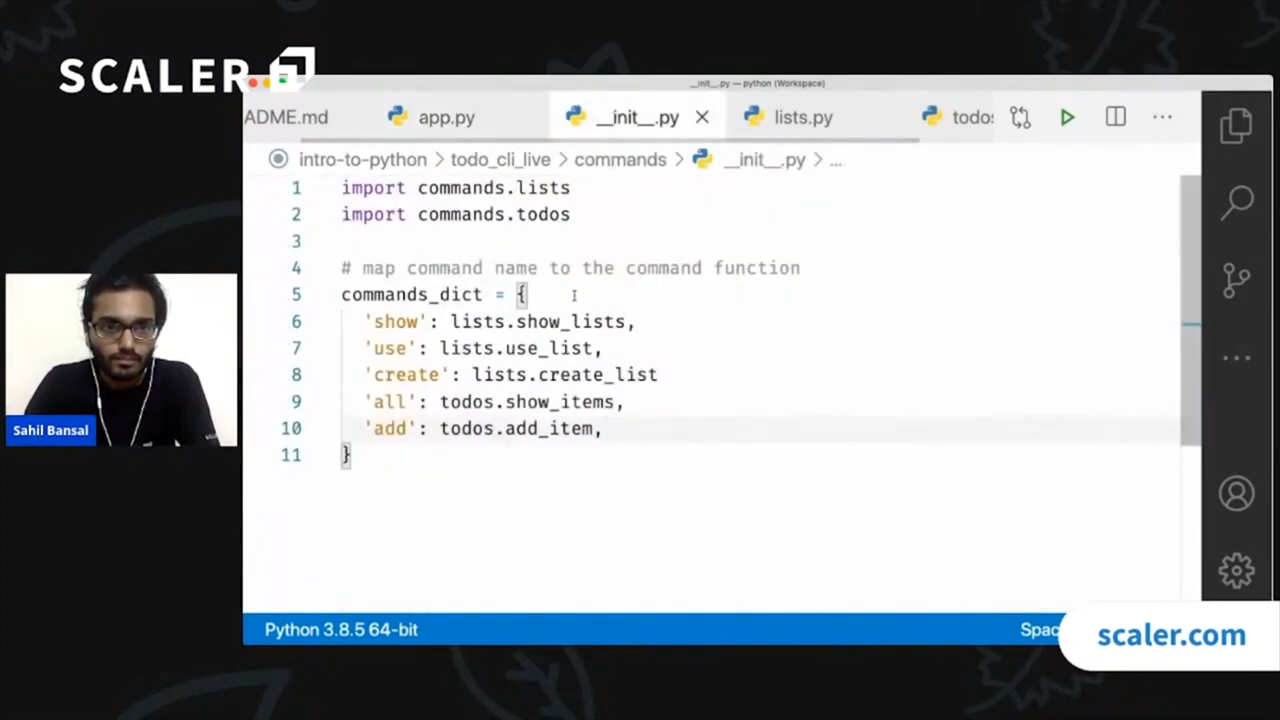 SCALER
__init__.py — python (Workspace)
ADME.md
app.py
__init__.py
lists.py
todo:
intro-to-python > todo_cli_live > commands > __init__.py > ...
1 import commands.lists
2 import commands.todos
3
4 # map command name to the command function
5 commands_dict = {
6 'show': lists.show_lists,
7 'use': lists.use_list,
8 'create': lists.create_list
9 'all': todos.show_items,
10 'add': todos.add_item,
11 }
Sahil Bansal
Python 3.8.5 64-bit
Spac
scaler.com